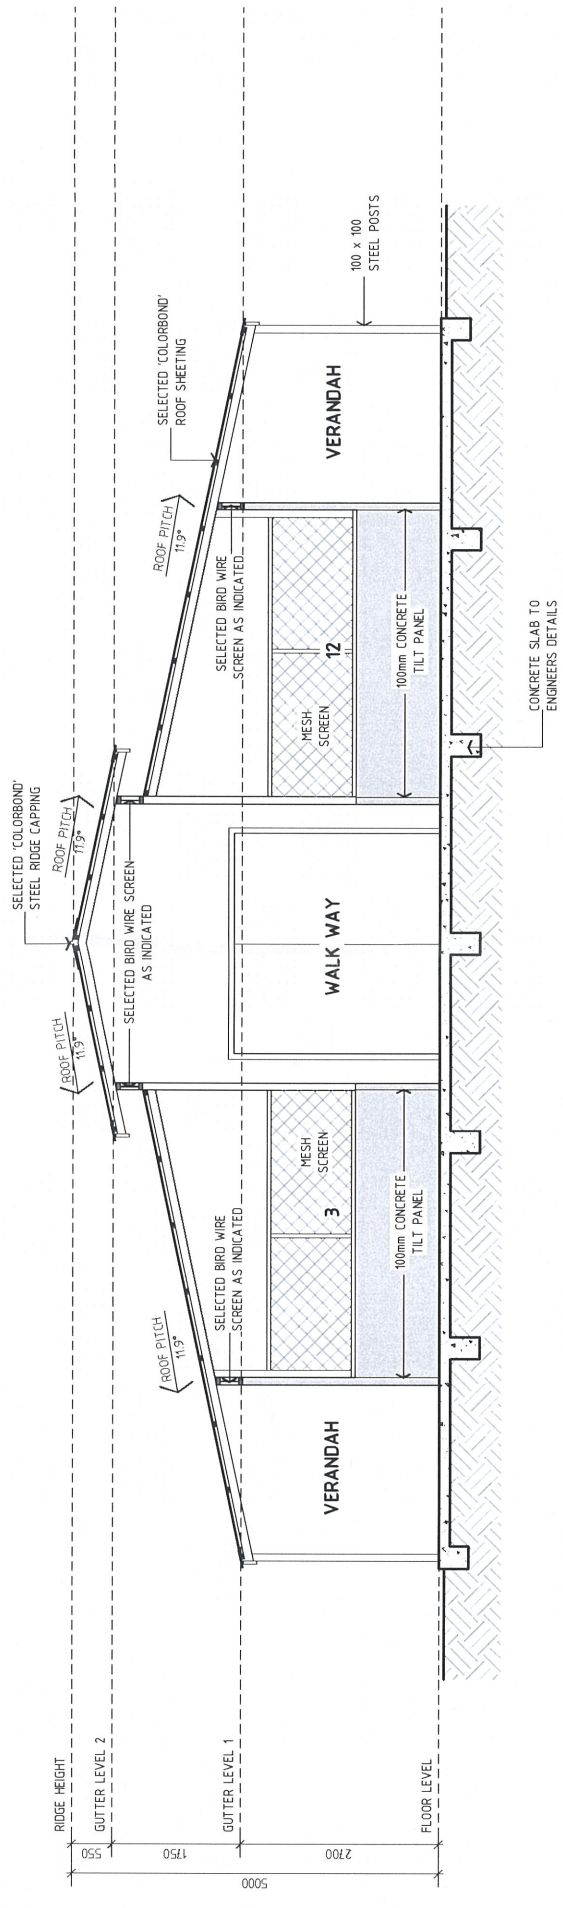 SELECTED 'COLORBOND'
STEEL RIDGE CAPPING
ROOF PITCH
11.9°
ROOF PITCH
11.9°
SELECTED 'COLORBOND'
ROOF SHEETING
ROOF PITCH
11.9°
ROOF PITCH
11.9°
SELECTED BIRD WIRE SCREEN
AS INDICATED
SELECTED BIRD WIRE
SCREEN AS INDICATED
SELECTED BIRD WIRE
SCREEN AS INDICATED
RIDGE HEIGHT
GUTTER LEVEL 2
GUTTER LEVEL 1
FLOOR LEVEL
550
1750
2700
5000
VERANDAH
3
MESH
SCREEN
100mm CONCRETE
TILT PANEL
WALK WAY
MESH
SCREEN
12
100mm CONCRETE
TILT PANEL
VERANDAH
100 x 100
STEEL POSTS
CONCRETE SLAB TO
ENGINEERS DETAILS